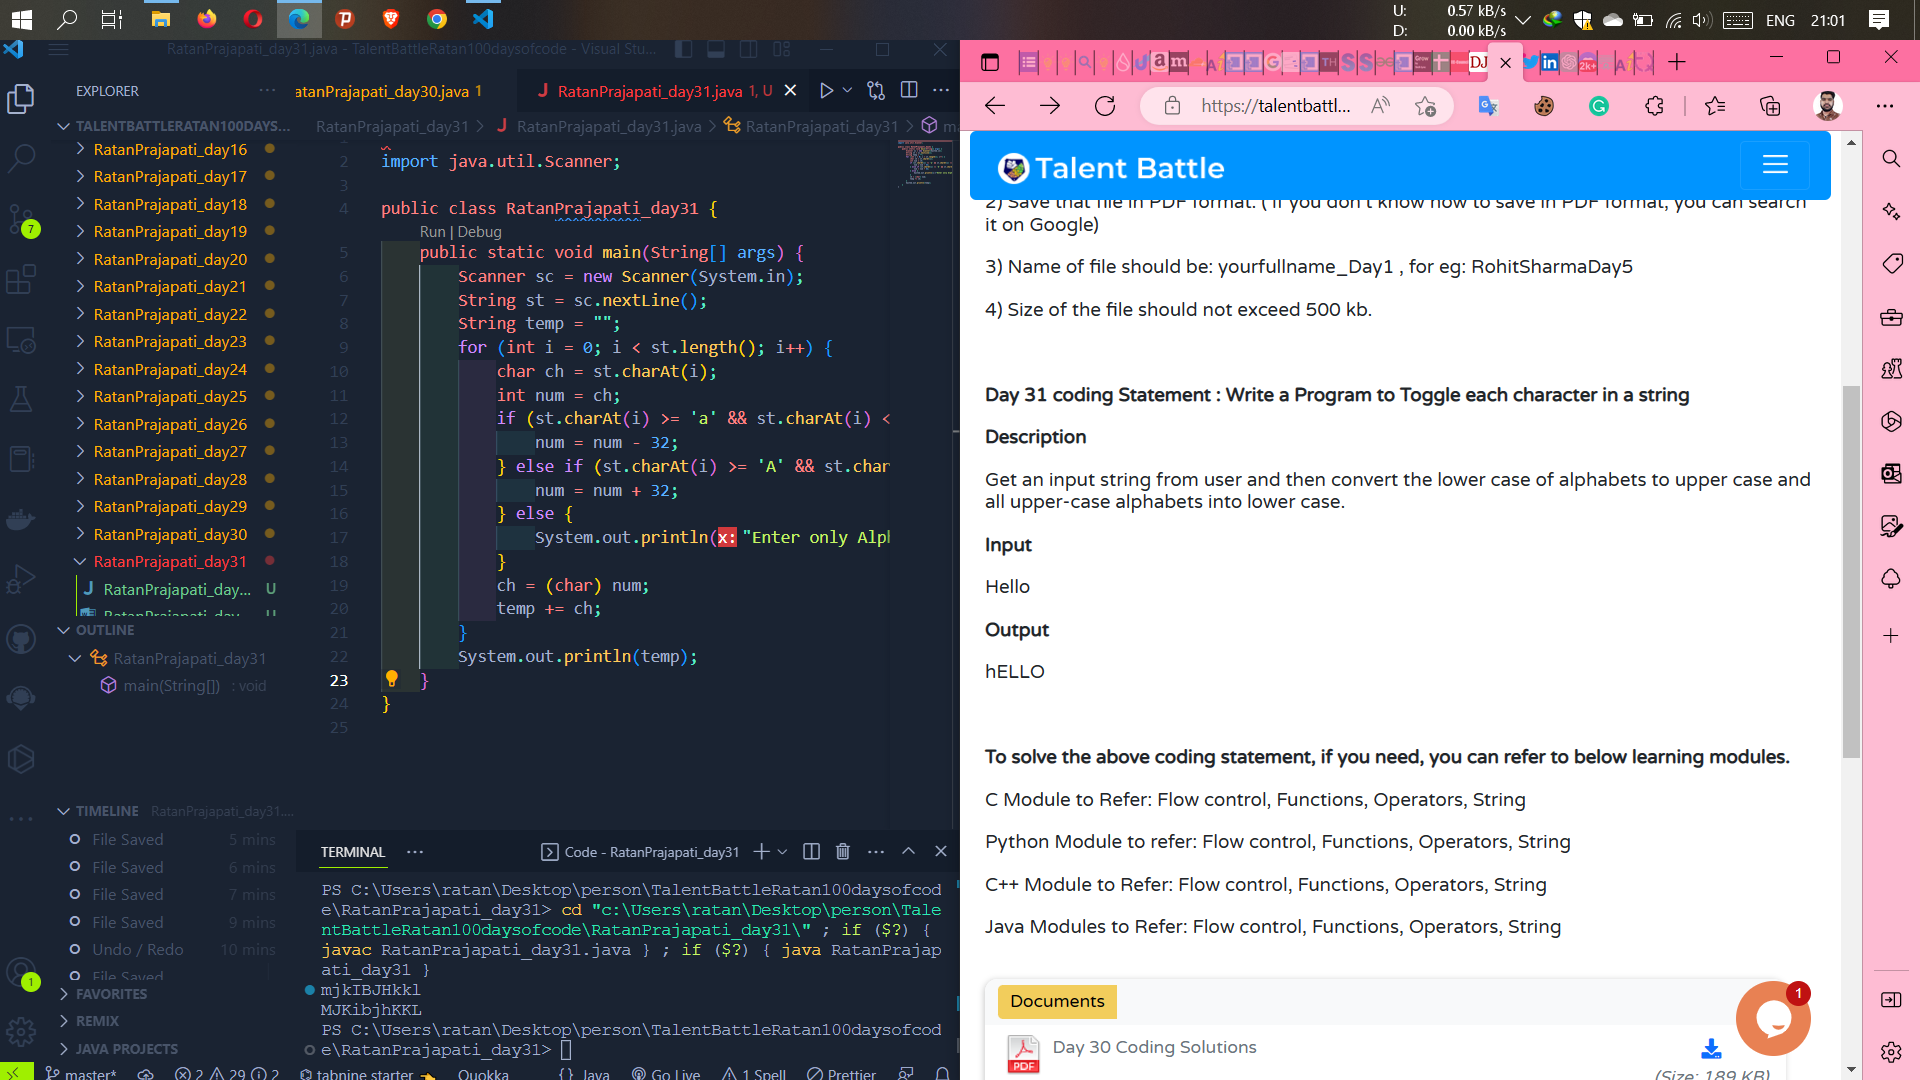 U: 0.57 kB/s
D: 0.00 kB/s
ENG 21:01
RatanPrajapati_day31.java - TalentBattleRatan100daysofcode - Visual Stu...
EXPLORER
atanPrajapati_day30.java 1
J RatanPrajapati_day31.java 1, U
TALENTBATTLERATAN100DAYS...
RatanPrajapati_day31 > J RatanPrajapati_day31.java > RatanPrajapati_day31 >
RatanPrajapati_day16
RatanPrajapati_day17
RatanPrajapati_day18
RatanPrajapati_day19
RatanPrajapati_day20
RatanPrajapati_day21
RatanPrajapati_day22
RatanPrajapati_day23
RatanPrajapati_day24
RatanPrajapati_day25
RatanPrajapati_day26
RatanPrajapati_day27
RatanPrajapati_day28
RatanPrajapati_day29
RatanPrajapati_day30
RatanPrajapati_day31
J RatanPrajapati_day... U
OUTLINE
RatanPrajapati_day31
main(String[]) : void
TIMELINE RatanPrajapati_day31....
File Saved 5 mins
File Saved 6 mins
File Saved 7 mins
File Saved 9 mins
Undo / Redo 10 mins
File Saved
FAVORITES
REMIX
JAVA PROJECTS
7
1
2 import java.util.Scanner;
3
4 public class RatanPrajapati_day31 {
Run | Debug
5 public static void main(String[] args) {
6 Scanner sc = new Scanner(System.in);
7 String st = sc.nextLine();
8 String temp = "";
9 for (int i = 0; i < st.length(); i++) {
10 char ch = st.charAt(i);
11 int num = ch;
12 if (st.charAt(i) >= 'a' && st.charAt(i) <
13 num = num - 32;
14 } else if (st.charAt(i) >= 'A' && st.char
15 num = num + 32;
16 } else {
17 System.out.println(x: "Enter only Alph
18 }
19 ch = (char) num;
20 temp += ch;
21 }
22 System.out.println(temp);
23 }
24 }
25
TERMINAL
Code - RatanPrajapati_day31
PS C:\Users\ratan\Desktop\person\TalentBattleRatan100daysofcod
e\RatanPrajapati_day31> cd "c:\Users\ratan\Desktop\person\Tale
ntBattleRatan100daysofcode\RatanPrajapati_day31\" ; if ($?) {
javac RatanPrajapati_day31.java } ; if ($?) { java RatanPrajap
ati_day31 }
mjkIBJHkkl
MJKibjhKKL
PS C:\Users\ratan\Desktop\person\TalentBattleRatan100daysofcod
e\RatanPrajapati_day31>
master* 2 29 2 tabnine starter Quokka {} Java Go Live 1 Spell Prettier
https://talentbattl...
Talent Battle
2) Save that file in PDF format. ( If you don't know how to save in PDF format, you can search
it on Google)
3) Name of file should be: yourfullname_Day1 , for eg: RohitSharmaDay5
4) Size of the file should not exceed 500 kb.
Day 31 coding Statement : Write a Program to Toggle each character in a string
Description
Get an input string from user and then convert the lower case of alphabets to upper case and
all upper-case alphabets into lower case.
Input
Hello
Output
hELLO
To solve the above coding statement, if you need, you can refer to below learning modules.
C Module to Refer: Flow control, Functions, Operators, String
Python Module to refer: Flow control, Functions, Operators, String
C++ Module to Refer: Flow control, Functions, Operators, String
Java Modules to Refer: Flow control, Functions, Operators, String
Documents
1
PDF
Day 30 Coding Solutions
(Size: 189 KB)